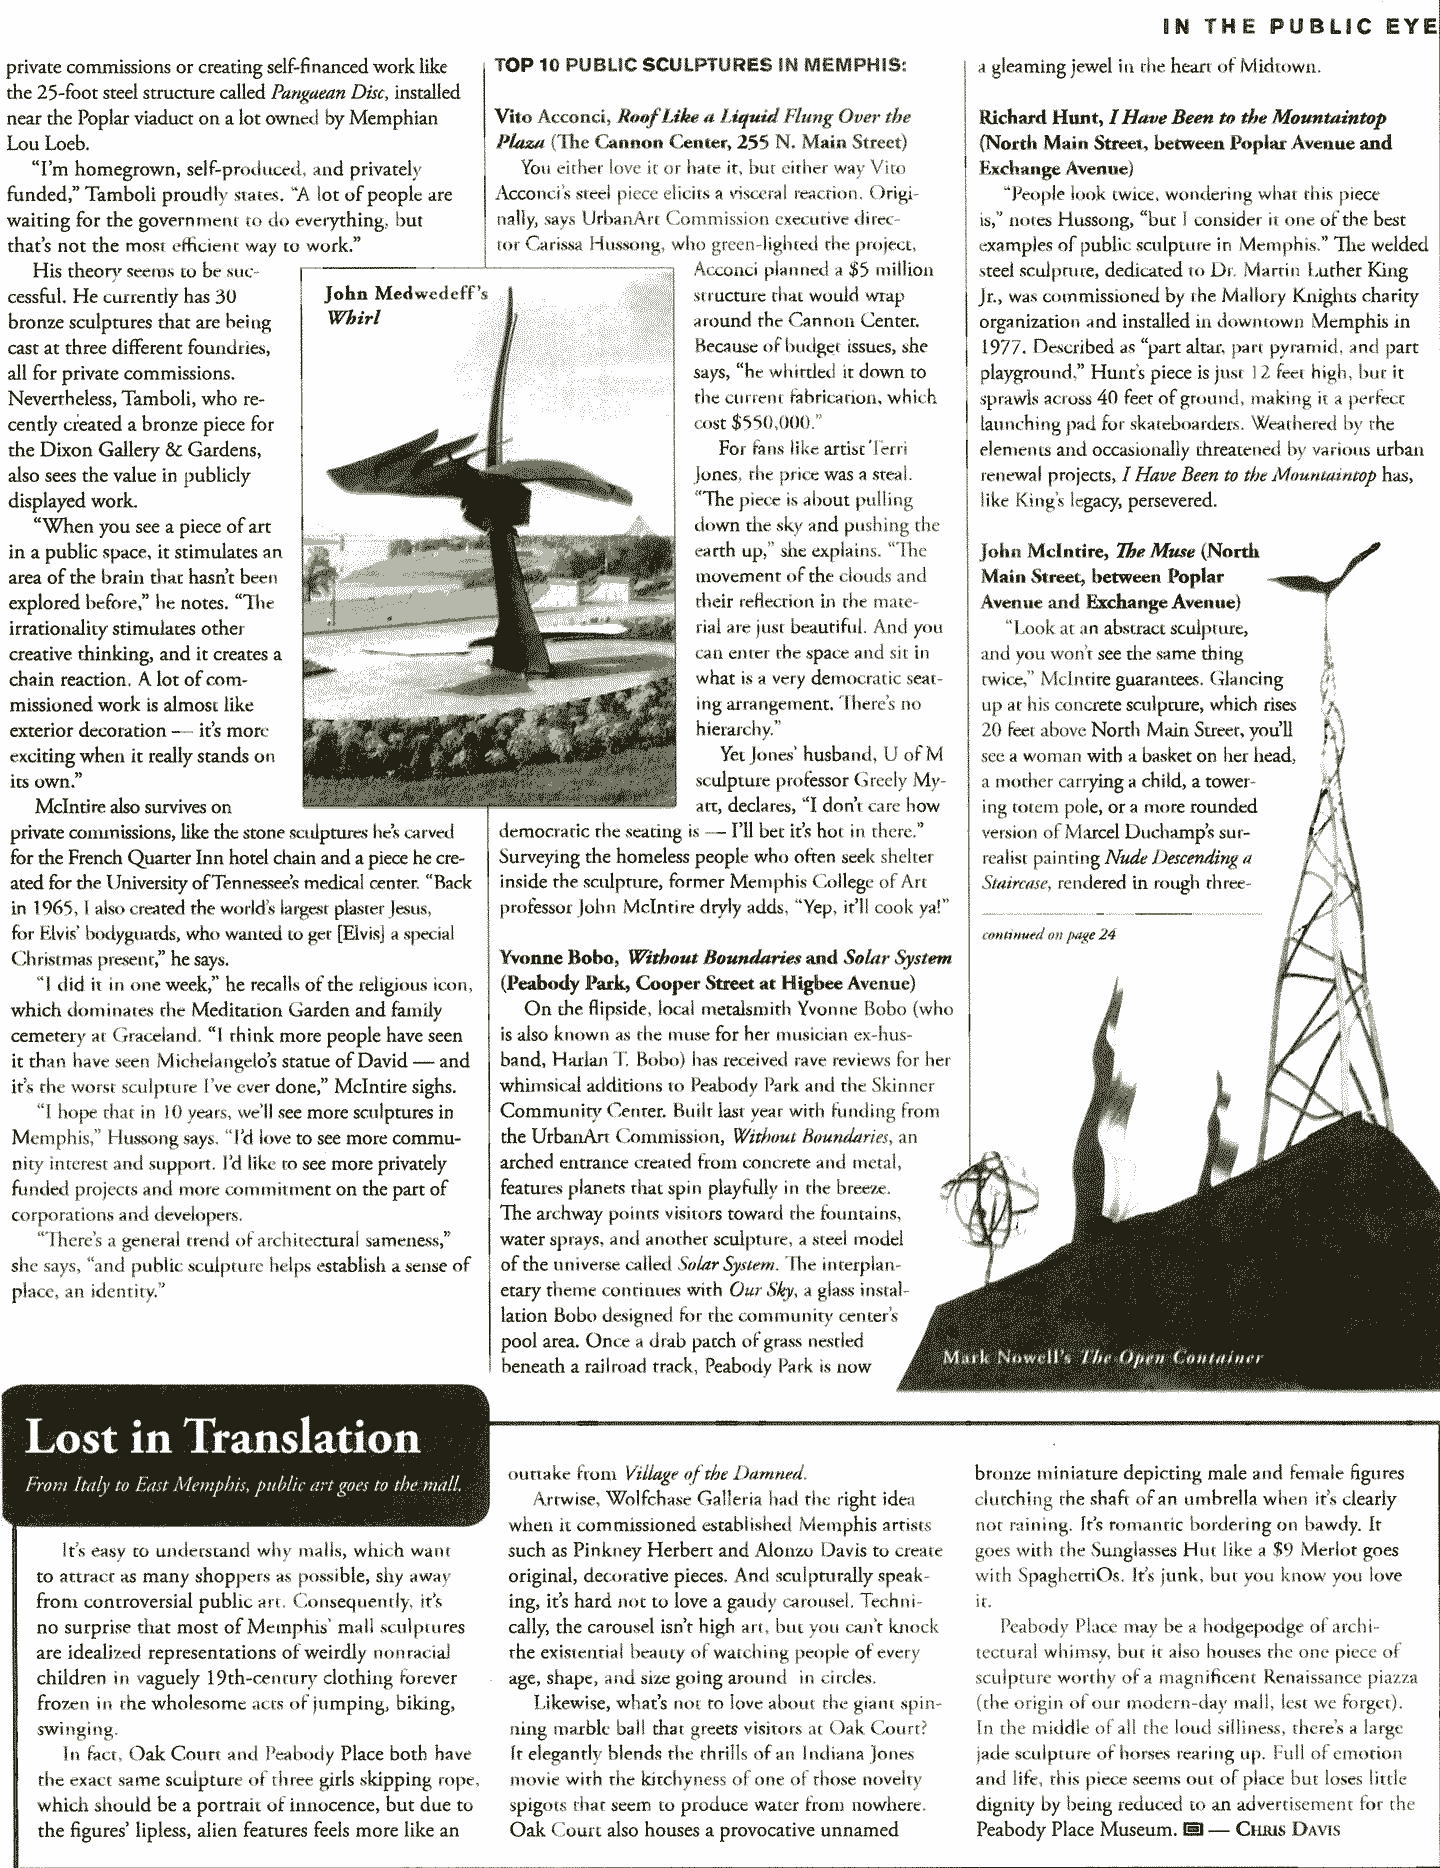 IN THE PUBLIC EYE
private commissions or creating self-financed work like
the 25-foot steel structure called Pangaean Disc, installed
near the Poplar viaduct on a lot owned by Memphian
Lou Loeb.
“I’m homegrown, self-produced, and privately
funded,” Tamboli proudly states. “A lot of people are
waiting for the government to do everything, but
that’s not the most efficient way to work.”
His theory seems to be suc-
cessful. He currently has 30
bronze sculptures that are being
cast at three different foundries,
all for private commissions.
Nevertheless, Tamboli, who re-
cently created a bronze piece for
the Dixon Gallery & Gardens,
also sees the value in publicly
displayed work.
“When you see a piece of art
in a public space, it stimulates an
area of the brain that hasn’t been
explored before,” he notes. “The
irrationality stimulates other
creative thinking, and it creates a
chain reaction. A lot of com-
missioned work is almost like
exterior decoration — it’s more
exciting when it really stands on
its own.”
McIntire also survives on
private commissions, like the stone sculptures he’s carved
for the French Quarter Inn hotel chain and a piece he cre-
ated for the University of Tennessee’s medical center. “Back
in 1965, I also created the world’s largest plaster Jesus,
for Elvis’ bodyguards, who wanted to get [Elvis] a special
Christmas present,” he says.
“I did it in one week,” he recalls of the religious icon,
which dominates the Meditation Garden and family
cemetery at Graceland. “I think more people have seen
it than have seen Michelangelo’s statue of David — and
it’s the worst sculpture I’ve ever done,” McIntire sighs.
“I hope that in 10 years, we’ll see more sculptures in
Memphis,” Hussong says. “I’d love to see more commu-
nity interest and support. I’d like to see more privately
funded projects and more commitment on the part of
corporations and developers.
“There’s a general trend of architectural sameness,”
she says, “and public sculpture helps establish a sense of
place, an identity.”
John Medwedeff’s
Whirl
TOP 10 PUBLIC SCULPTURES IN MEMPHIS:
Vito Acconci, Roof Like a Liquid Flung Over the
Plaza (The Cannon Center, 255 N. Main Street)
You either love it or hate it, but either way Vito
Acconci’s steel piece elicits a visceral reaction. Origi-
nally, says UrbanArt Commission executive direc-
tor Carissa Hussong, who green-lighted the project,
Acconci planned a $5 million
structure that would wrap
around the Cannon Center.
Because of budget issues, she
says, “he whittled it down to
the current fabrication, which
cost $550,000.”
For fans like artist Terri
Jones, the price was a steal.
“The piece is about pulling
down the sky and pushing the
earth up,” she explains. “The
movement of the clouds and
their reflection in the mate-
rial are just beautiful. And you
can enter the space and sit in
what is a very democratic seat-
ing arrangement. There’s no
hierarchy.”
Yet Jones’ husband, U of M
sculpture professor Greely My-
att, declares, “I don’t care how
democratic the seating is — I’ll bet it’s hot in there.”
Surveying the homeless people who often seek shelter
inside the sculpture, former Memphis College of Art
professor John McIntire dryly adds, “Yep, it’ll cook ya!”
Yvonne Bobo, Without Boundaries and Solar System
(Peabody Park, Cooper Street at Higbee Avenue)
On the flipside, local metalsmith Yvonne Bobo (who
is also known as the muse for her musician ex-hus-
band, Harlan T. Bobo) has received rave reviews for her
whimsical additions to Peabody Park and the Skinner
Community Center. Built last year with funding from
the UrbanArt Commission, Without Boundaries, an
arched entrance created from concrete and metal,
features planets that spin playfully in the breeze.
The archway points visitors toward the fountains,
water sprays, and another sculpture, a steel model
of the universe called Solar System. The interplan-
etary theme continues with Our Sky, a glass instal-
lation Bobo designed for the community center’s
pool area. Once a drab patch of grass nestled
beneath a railroad track, Peabody Park is now
a gleaming jewel in the heart of Midtown.
Richard Hunt, I Have Been to the Mountaintop
(North Main Street, between Poplar Avenue and
Exchange Avenue)
“People look twice, wondering what this piece
is,” notes Hussong, “but I consider it one of the best
examples of public sculpture in Memphis.” The welded
steel sculpture, dedicated to Dr. Martin Luther King
Jr., was commissioned by the Mallory Knights charity
organization and installed in downtown Memphis in
1977. Described as “part altar, part pyramid, and part
playground,” Hunt’s piece is just 12 feet high, but it
sprawls across 40 feet of ground, making it a perfect
launching pad for skateboarders. Weathered by the
elements and occasionally threatened by various urban
renewal projects, I Have Been to the Mountaintop has,
like King’s legacy, persevered.
John McIntire, The Muse (North
Main Street, between Poplar
Avenue and Exchange Avenue)
“Look at an abstract sculpture,
and you won’t see the same thing
twice,” McIntire guarantees. Glancing
up at his concrete sculpture, which rises
20 feet above North Main Street, you’ll
see a woman with a basket on her head,
a mother carrying a child, a tower-
ing totem pole, or a more rounded
version of Marcel Duchamp’s sur-
realist painting Nude Descending a
Staircase, rendered in rough three-
continued on page 24
Mark Nowell’s The Open Container
Lost in Translation
From Italy to East Memphis, public art goes to the mall.
It’s easy to understand why malls, which want
to attract as many shoppers as possible, shy away
from controversial public art. Consequently, it’s
no surprise that most of Memphis’ mall sculptures
are idealized representations of weirdly nonracial
children in vaguely 19th-century clothing forever
frozen in the wholesome acts of jumping, biking,
swinging.
In fact, Oak Court and Peabody Place both have
the exact same sculpture of three girls skipping rope,
which should be a portrait of innocence, but due to
the figures’ lipless, alien features feels more like an
outtake from Village of the Damned.
Artwise, Wolfchase Galleria had the right idea
when it commissioned established Memphis artists
such as Pinkney Herbert and Alonzo Davis to create
original, decorative pieces. And sculpturally speak-
ing, it’s hard not to love a gaudy carousel. Techni-
cally, the carousel isn’t high art, but you can’t knock
the existential beauty of watching people of every
age, shape, and size going around in circles.
Likewise, what’s not to love about the giant spin-
ning marble ball that greets visitors at Oak Court?
It elegantly blends the thrills of an Indiana Jones
movie with the kitchyness of one of those novelty
spigots that seem to produce water from nowhere.
Oak Court also houses a provocative unnamed
bronze miniature depicting male and female figures
clutching the shaft of an umbrella when it’s clearly
not raining. It’s romantic bordering on bawdy. It
goes with the Sunglasses Hut like a $9 Merlot goes
with SpaghettiOs. It’s junk, but you know you love
it.
Peabody Place may be a hodgepodge of archi-
tectural whimsy, but it also houses the one piece of
sculpture worthy of a magnificent Renaissance piazza
(the origin of our modern-day mall, lest we forget).
In the middle of all the loud silliness, there’s a large
jade sculpture of horses rearing up. Full of emotion
and life, this piece seems out of place but loses little
dignity by being reduced to an advertisement for the
Peabody Place Museum. — CHRIS DAVIS